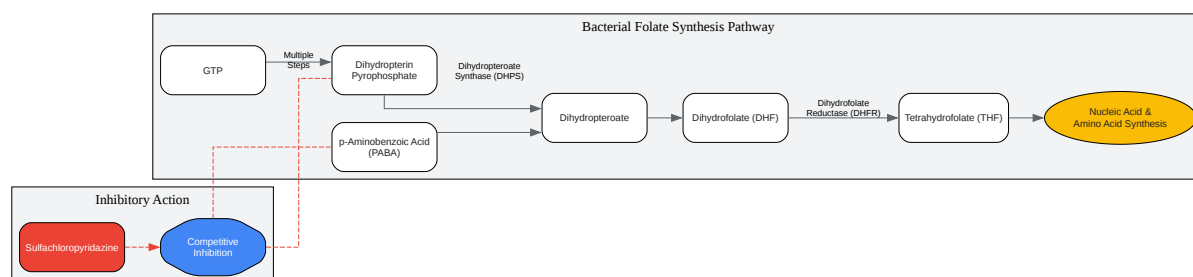 Bacterial Folate Synthesis Pathway
GTP
Multiple
Steps
Dihydropterin
Pyrophosphate
Dihydropteroate
Synthase (DHPS)
p-Aminobenzoic Acid
(PABA)
Dihydropteroate
Dihydrofolate (DHF)
Dihydrofolate
Reductase (DHFR)
Tetrahydrofolate (THF)
Nucleic Acid &
Amino Acid Synthesis
Inhibitory Action
Sulfachloropyridazine
Competitive
Inhibition